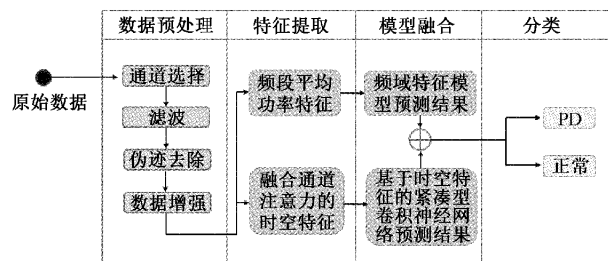 数据预处理
特征提取
模型融合
分类
原始数据
通道选择
滤波
伪迹去除
数据增强
频段平均
功率特征
融合通道
注意力的
时空特征
频域特征模
型预测结果
基于时空特
征的紧凑型
卷积神经网
络预测结果
PD
正常